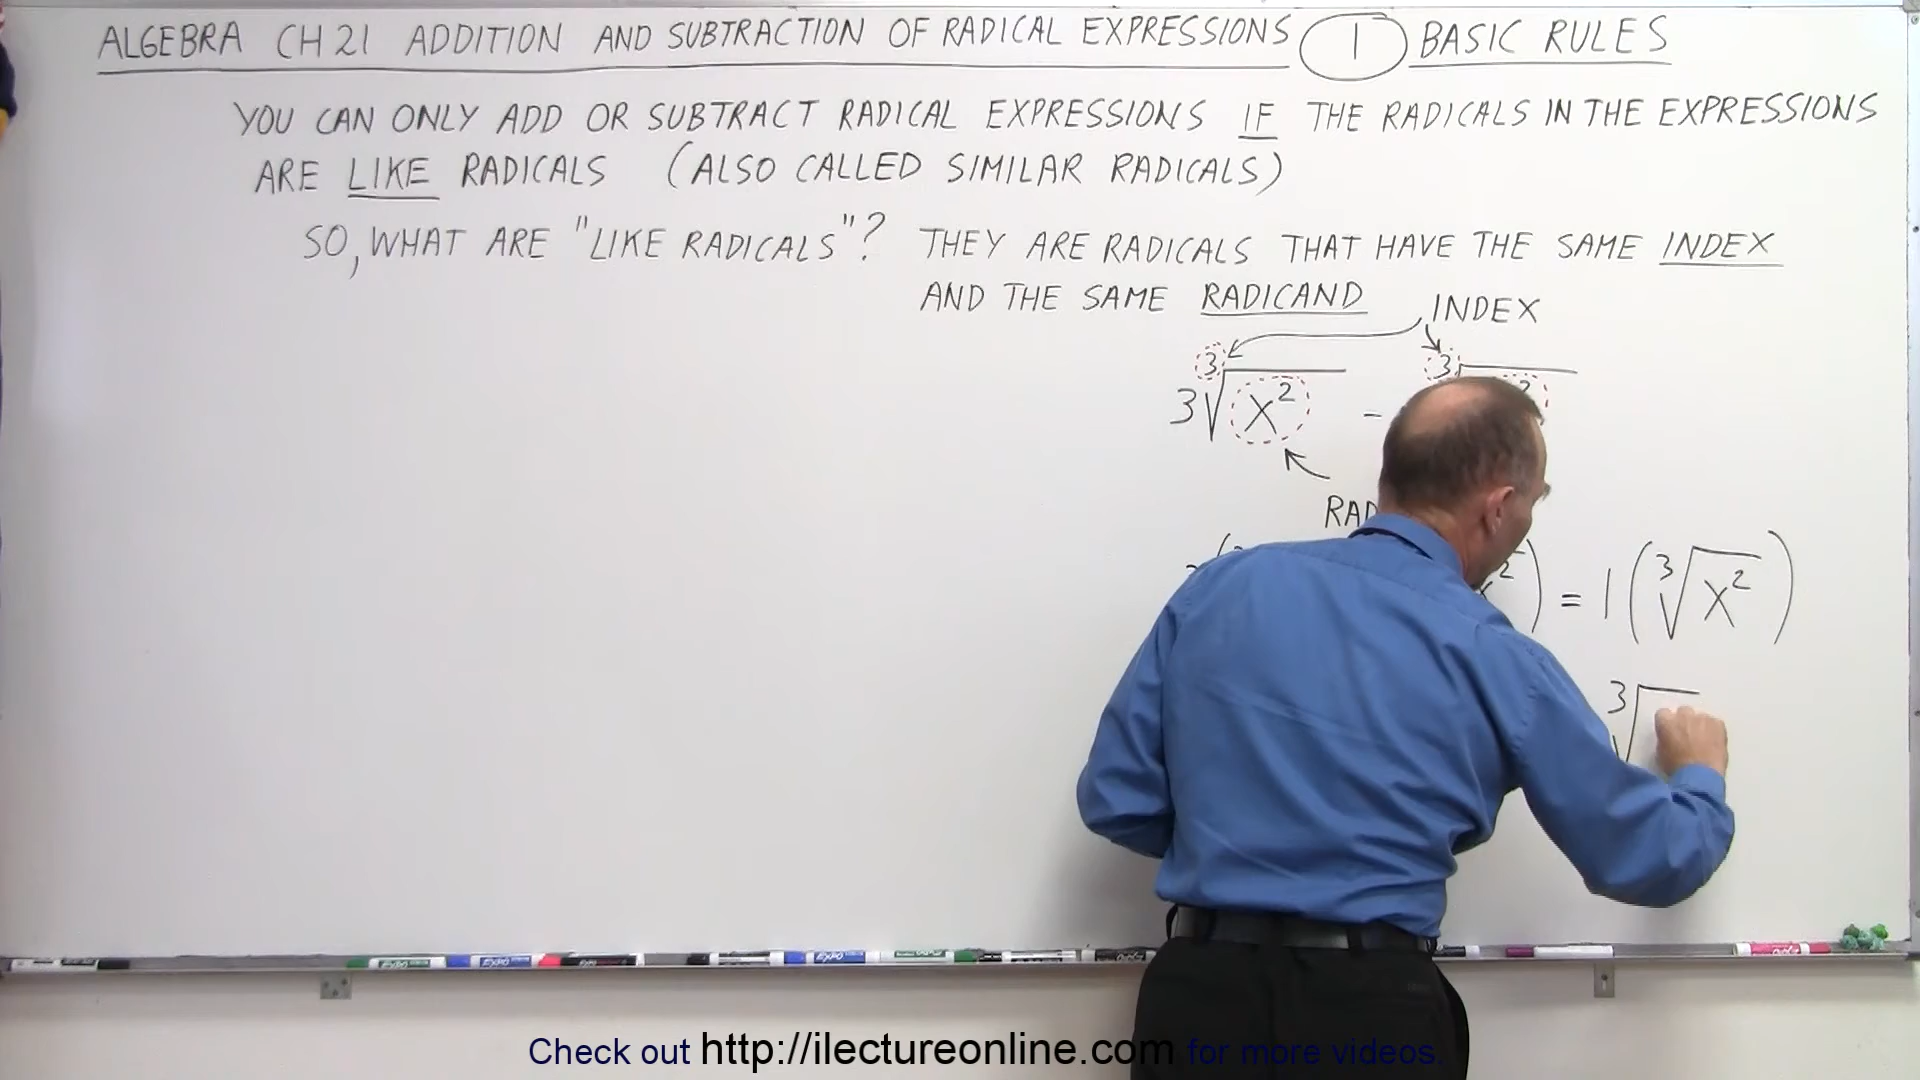 ALGEBRA CH 21 ADDITION AND SUBTRACTION OF RADICAL EXPRESSIONS 1 BASIC RULES
YOU CAN ONLY ADD OR SUBTRACT RADICAL EXPRESSIONS IF THE RADICALS IN THE EXPRESSIONS
ARE LIKE RADICALS (ALSO CALLED SIMILAR RADICALS)
SO, WHAT ARE "LIKE RADICALS"? THEY ARE RADICALS THAT HAVE THE SAME INDEX
AND THE SAME RADICAND
INDEX
3∛x² - ∛
= 1(∛x²)
∛
Check out http://ilectureonline.com for more videos.